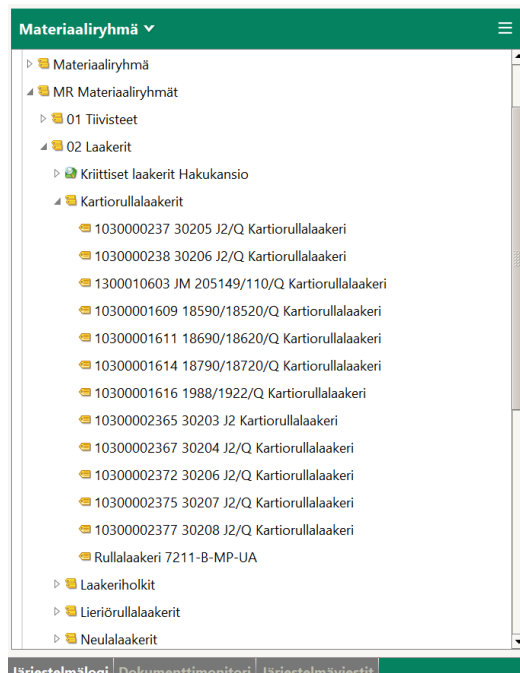 Materiaaliryhmä
Materiaaliryhmä
MR Materiaaliryhmät
01 Tiivisteet
02 Laakerit
Kriittiset laakerit Hakukansio
Kartiorullalaakerit
1030000237 30205 J2/Q Kartiorullalaakeri
1030000238 30206 J2/Q Kartiorullalaakeri
1300010603 JM 205149/110/Q Kartiorullalaakeri
10300001609 18590/18520/Q Kartiorullalaakeri
10300001611 18690/18620/Q Kartiorullalaakeri
10300001614 18790/18720/Q Kartiorullalaakeri
10300001616 1988/1922/Q Kartiorullalaakeri
10300002365 30203 J2 Kartiorullalaakeri
10300002367 30204 J2/Q Kartiorullalaakeri
10300002372 30206 J2/Q Kartiorullalaakeri
10300002375 30207 J2/Q Kartiorullalaakeri
10300002377 30208 J2/Q Kartiorullalaakeri
Rullalaakeri 7211-B-MP-UA
Laakeriholkit
Lieriörullalaakerit
Neulalaakerit
Järjestelmälogi Dokumenttimonitori Järjestelmäviestit